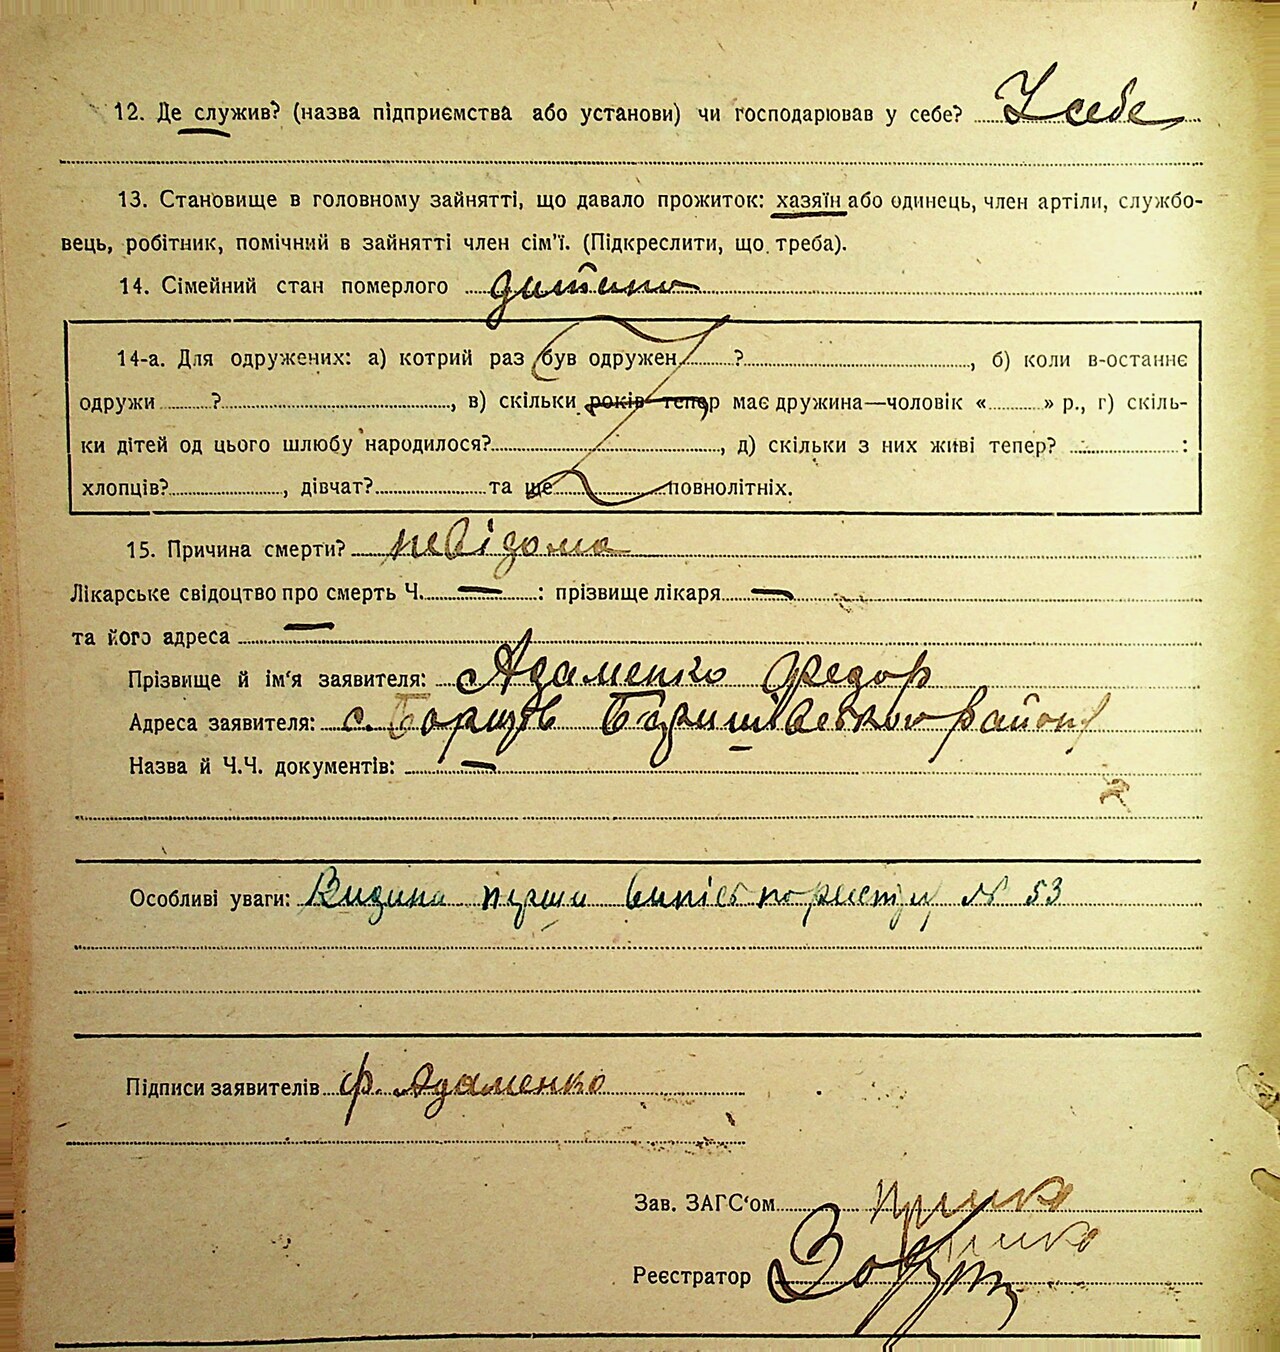 12. Де служив? (назва підприємства або установи) чи господарював у себе? У себе
13. Становище в головному зайнятті, що давало прожиток: хазяїн або одинець, член артілі, службо-
вець, робітник, помічний в зайнятті член сім'ї. (Підкреслити, що треба).
14. Сімейний стан померлого дитина
14-а. Для одружених: а) котрий раз був одружен ? , б) коли в-останнє
одружи ? , в) скільки років тепер має дружина—чоловік « » р., г) скіль-
ки дітей од цього шлюбу народилося? , д) скільки з них живі тепер? :
хлопців? , дівчат? та ще повнолітніх.
15. Причина смерти? невідома
Лікарське свідоцтво про смерть Ч. — : прізвище лікаря —
та його адреса —
Прізвище й ім'я заявителя: Адаменко Федор
Адреса заявителя: с. Борщів Баришівського району
Назва й Ч.Ч. документів: —
Особливі уваги: Видана перша випись по реєстру № 53
Підписи заявителів Ф. Адаменко
Зав. ЗАГС'ом
Реєстратор